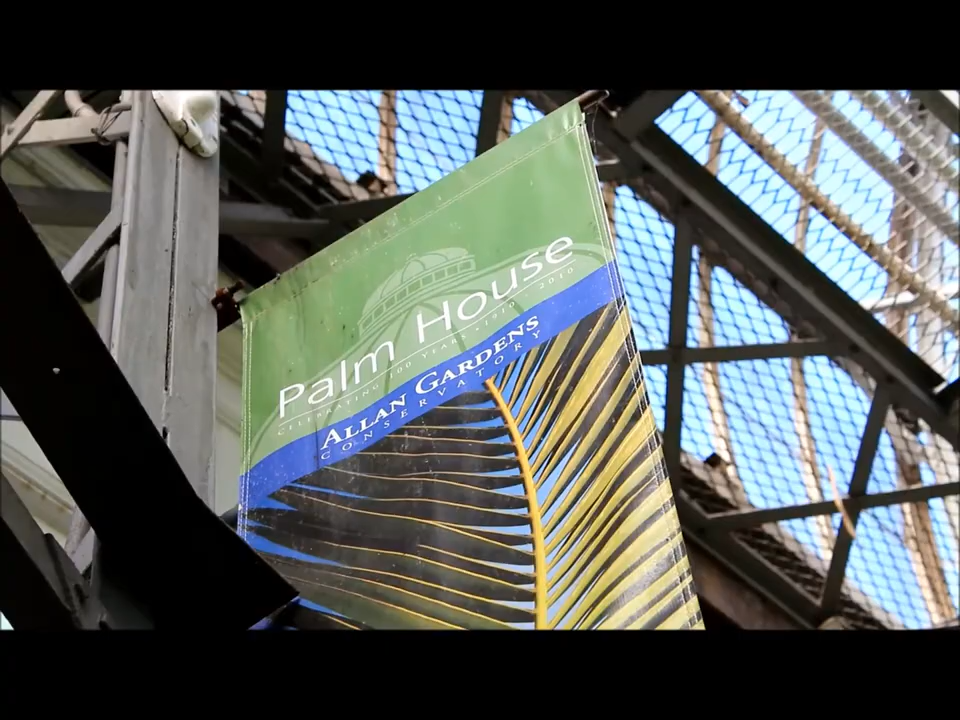 Palm House
CELEBRATING 100 YEARS • 1910 - 2010
ALLAN GARDENS
CONSERVATORY